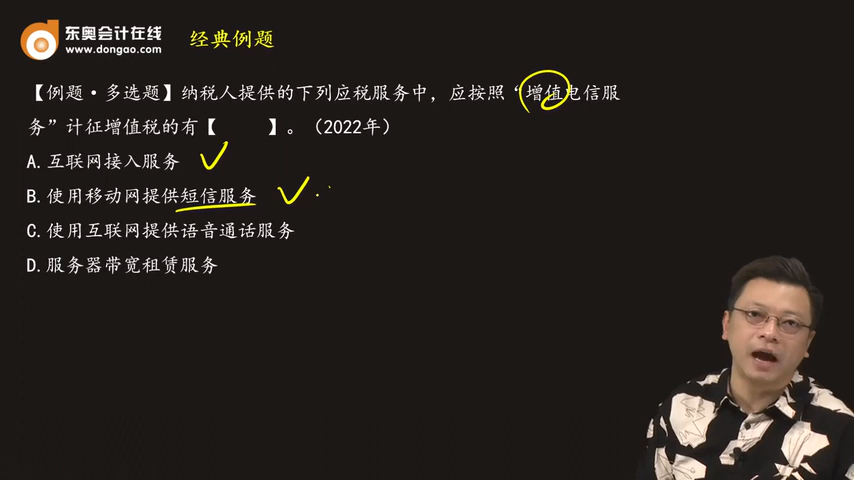 东奥会计在线
www.dongao.com
经典例题
【例题·多选题】纳税人提供的下列应税服务中，应按照“增值电信服
务”计征增值税的有【 】。（2022年）
A.互联网接入服务
B.使用移动网提供短信服务
C.使用互联网提供语音通话服务
D.服务器带宽租赁服务